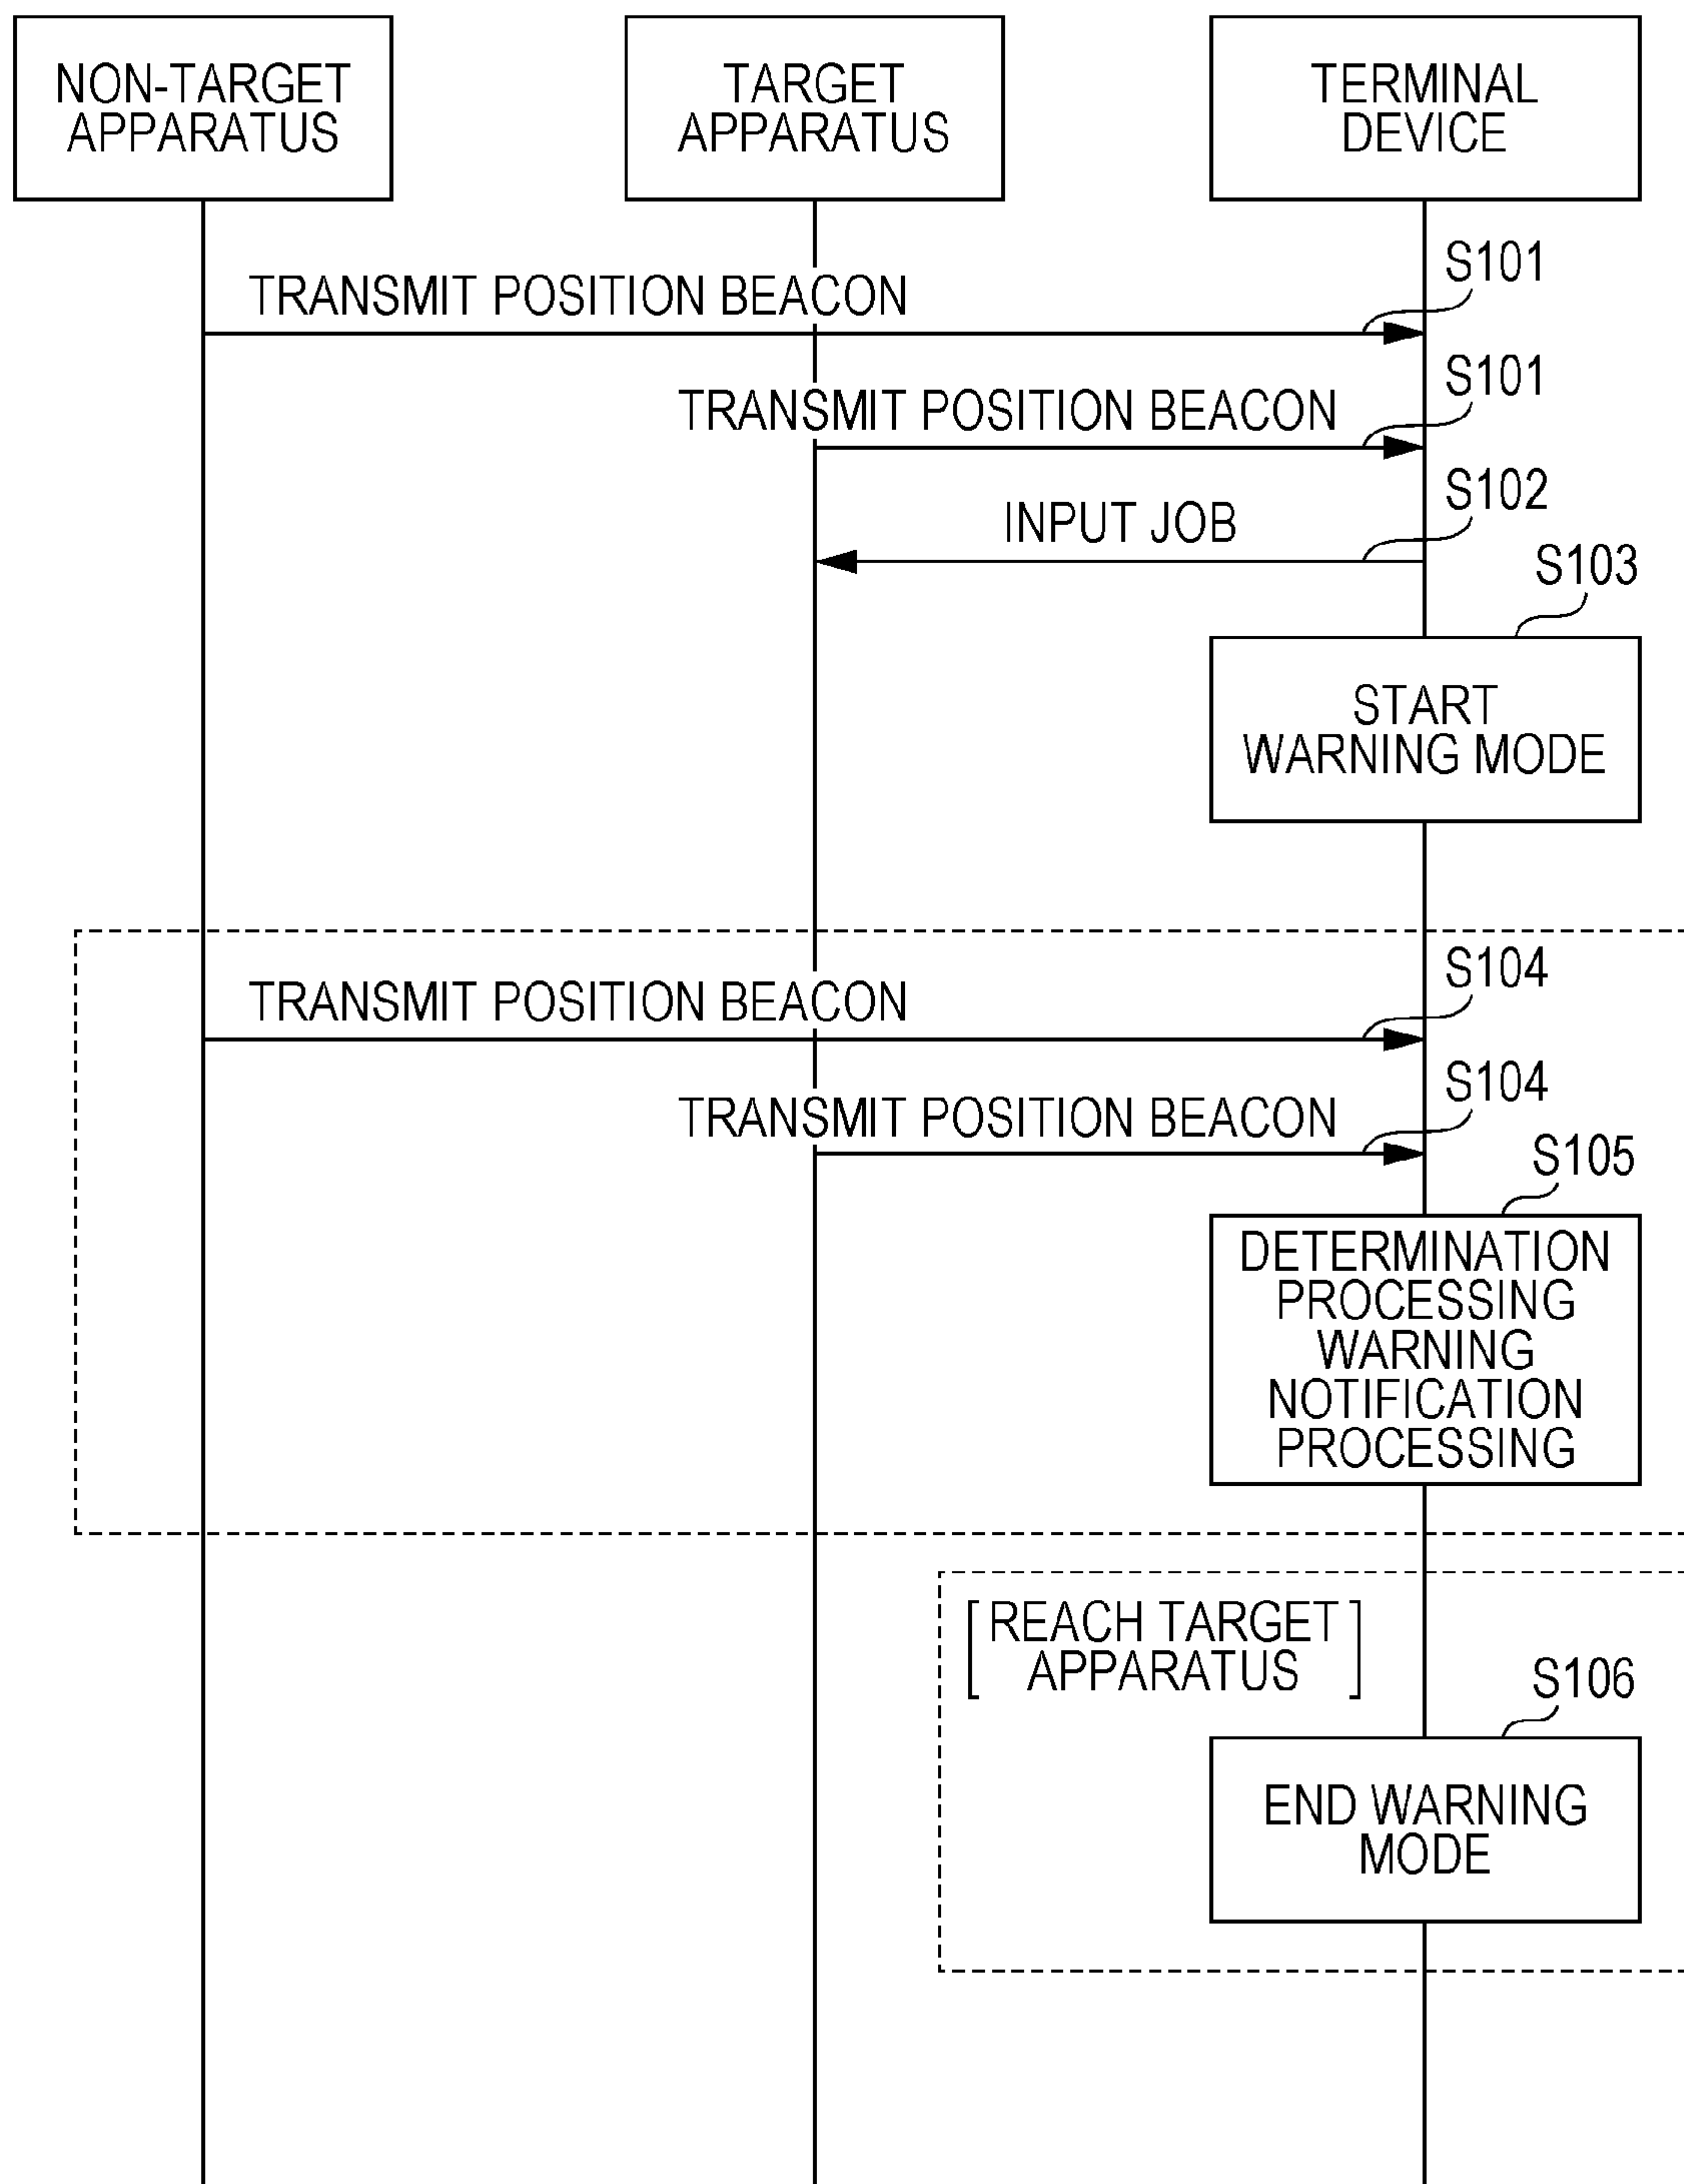 NON-TARGET
APPARATUS
TARGET
APPARATUS
TERMINAL
DEVICE
S101
TRANSMIT POSITION BEACON
S101
TRANSMIT POSITION BEACON
S102
INPUT JOB
S103
START
WARNING MODE
S104
TRANSMIT POSITION BEACON
S104
TRANSMIT POSITION BEACON
S105
DETERMINATION
PROCESSING
WARNING
NOTIFICATION
PROCESSING
[REACH TARGET
APPARATUS]
S106
END WARNING
MODE